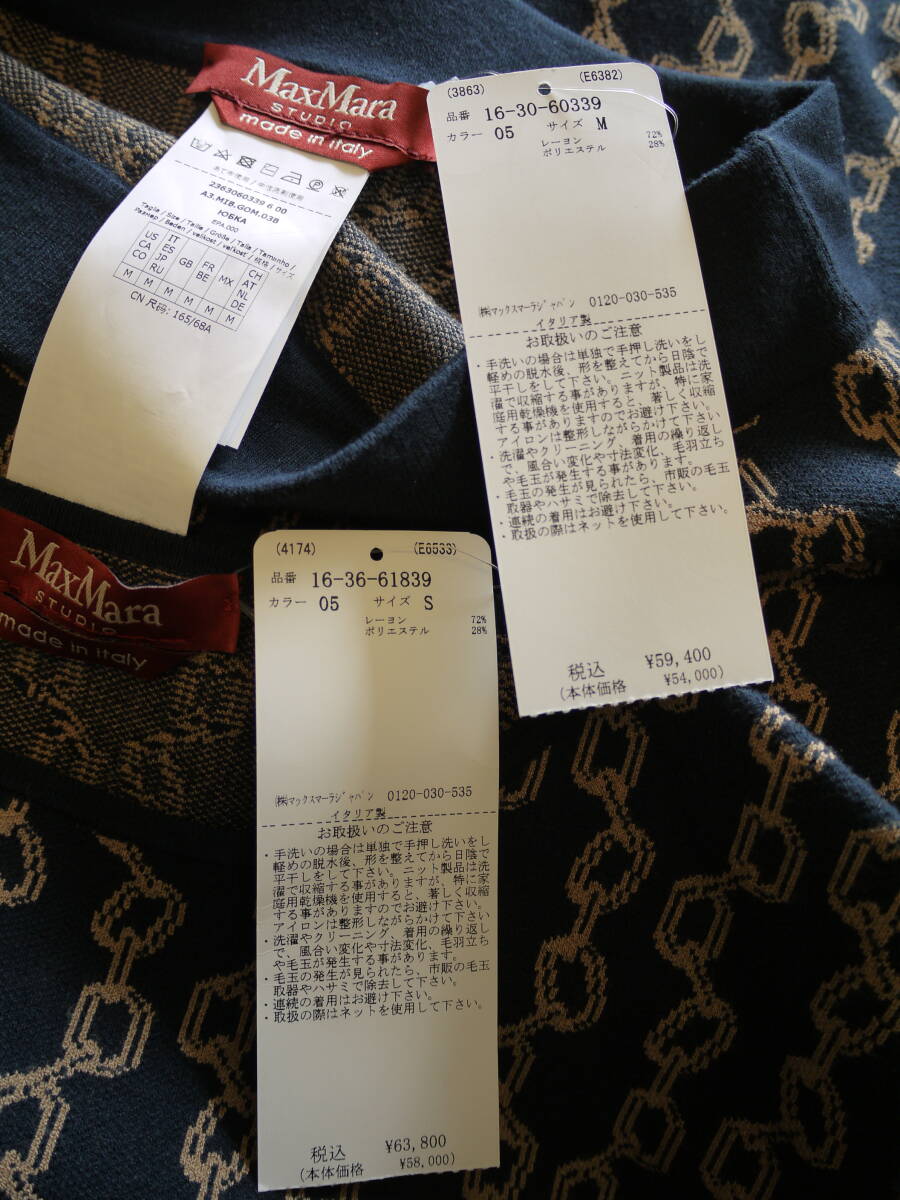 MaxMara
STUDIO
made in italy
あて布使用 / 中性洗剤使用
2363060339 6 00
A3.MIB.GOM.03B
ЮБКА
EPA.000
Taglia / Size / Taille / Größe / Talla / Tamanho /
Размер / Beden / velikost / veľkosť / 規格 / サイズ
US CA CO
IT ES JP RU
GB
FR BE
MX
CH AT NL DE
M M M M M M
CN 尺码: 165/68A
(3863) (E6382)
品番 16-30-60339
カラー 05 サイズ M
レーヨン 72%
ポリエステル 28%
㈱マックスマーラジャパン 0120-030-535
イタリア製
お取扱いのご注意
・手洗いの場合は単独で手押し洗いをし
軽めの脱水後、形を整えてから日陰で
平干しをして下さい。ニット製品は洗
濯で収縮する事がありますが、特に家
庭用乾燥機を使用すると、著しく収縮
する事がありますのでお避け下さい。
アイロンは整形しながらかけて下さい
・洗濯やクリーニング、着用の繰り返し
で、風合い変化や寸法変化、毛羽立ち
や毛玉が発生する事があります。
・毛玉の発生が見られたら、市販の毛玉
取器やハサミで除去して下さい。
・連続の着用はお避け下さい。
・取扱の際はネットを使用して下さい。
税込 ¥59,400
(本体価格 ¥54,000)
MaxMara
STUDIO
made in italy
(4174) (E6533)
品番 16-36-61839
カラー 05 サイズ S
レーヨン 72%
ポリエステル 28%
㈱マックスマーラジャパン 0120-030-535
イタリア製
お取扱いのご注意
・手洗いの場合は単独で手押し洗いをし
軽めの脱水後、形を整えてから日陰で
平干しをして下さい。ニット製品は洗
濯で収縮する事がありますが、特に家
庭用乾燥機を使用すると、著しく収縮
する事がありますのでお避け下さい。
アイロンは整形しながらかけて下さい
・洗濯やクリーニング、着用の繰り返し
で、風合い変化や寸法変化、毛羽立ち
や毛玉が発生する事があります。
・毛玉の発生が見られたら、市販の毛玉
取器やハサミで除去して下さい。
・連続の着用はお避け下さい。
・取扱の際はネットを使用して下さい。
税込 ¥63,800
(本体価格 ¥58,000)